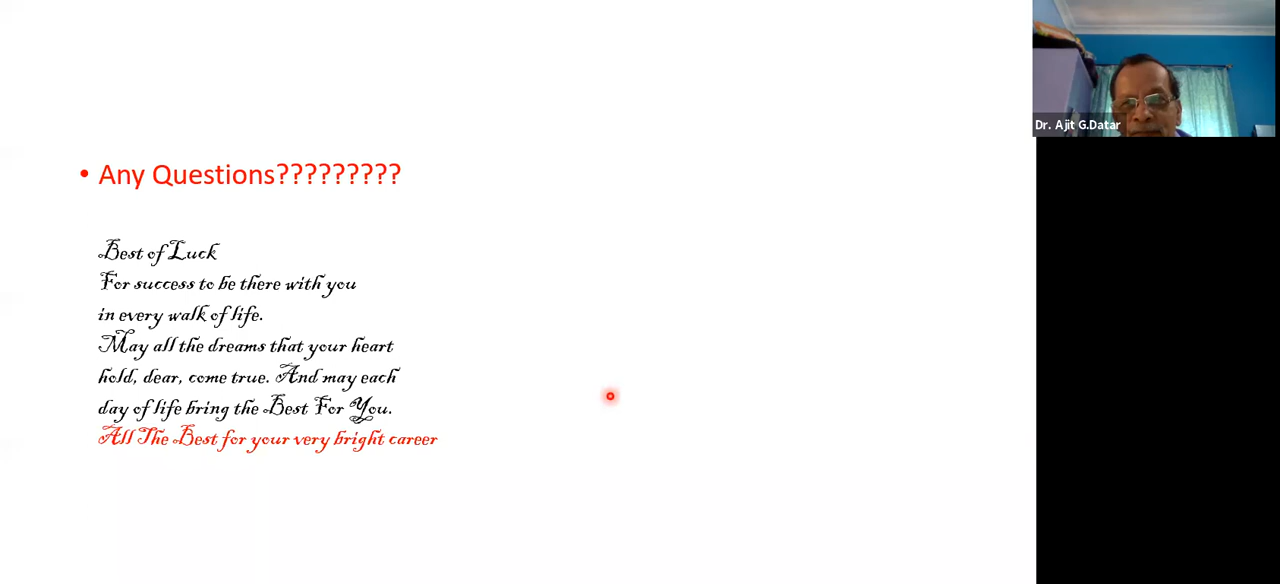 • Any Questions?????????
Best of Luck
For success to be there with you
in every walk of life.
May all the dreams that your heart
hold, dear, come true. And may each
day of life bring the Best For You.
All The Best for your very bright career
Dr. Ajit G.Datar